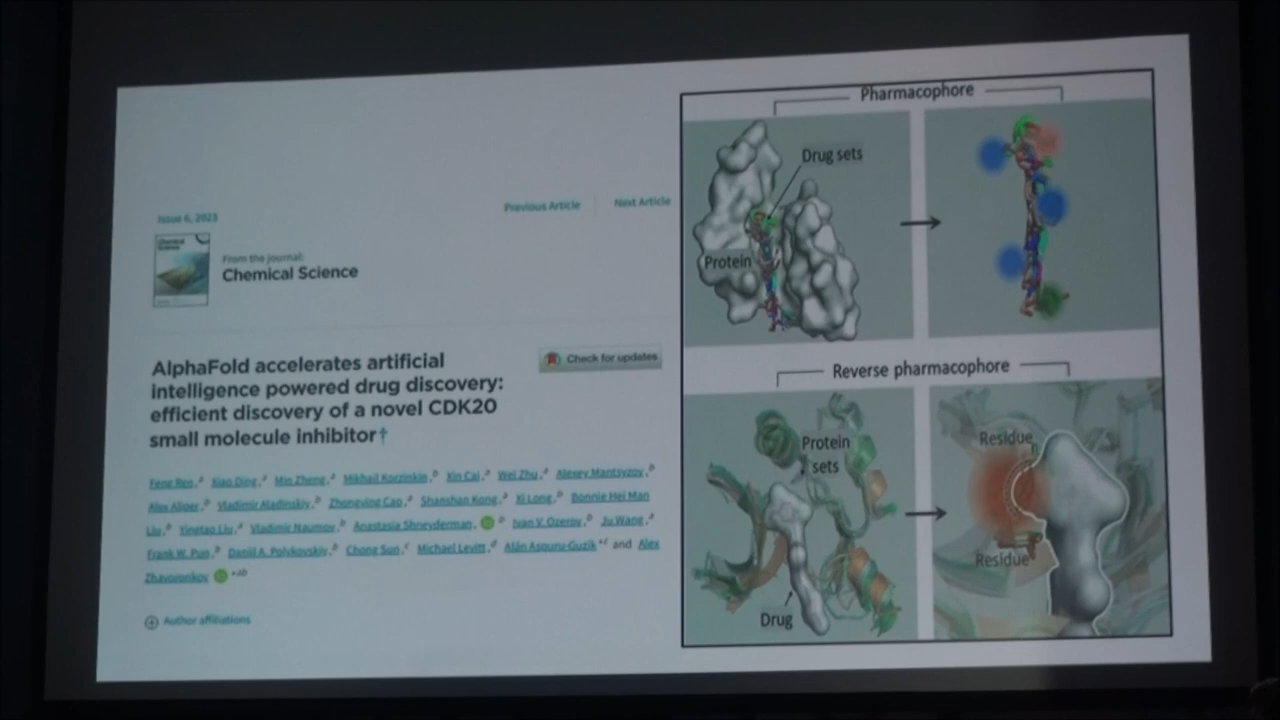 Issue 6, 2023
Previous Article
Next Article
Chemical Science
From the journal:
Chemical Science
AlphaFold accelerates artificial
intelligence powered drug discovery:
efficient discovery of a novel CDK20
small molecule inhibitor†
Check for updates
Feng Ren,ᵃ Xiao Ding,ᵃ Min Zheng,ᵃ Mikhail Korzinkin,ᵇ Xin Cai,ᵃ Wei Zhu,ᵃ Alexey Mantsyzov,ᵇ
Alex Aliper,ᵇ Vladimir Aladinskiy,ᵇ Zhongying Cao,ᵃ Shanshan Kong,ᵃ Xi Long,ᵇ Bonnie Hei Man
Liu,ᵇ Yingtao Liu,ᵃ Vladimir Naumov,ᵇ Anastasia Shneyderman, ᵇ Ivan V. Ozerov,ᵇ Ju Wang,ᵃ
Frank W. Pun,ᵇ Daniil A. Polykovskiy,ᵇ Chong Sun,ᶜ Michael Levitt,ᵈ Alán Aspuru-Guzik*ᶜ and Alex
Zhavoronkov *ᵃᵇ
Author affiliations
Pharmacophore
Drug sets
Protein
Reverse pharmacophore
Protein
sets
Drug
Residue
Residue